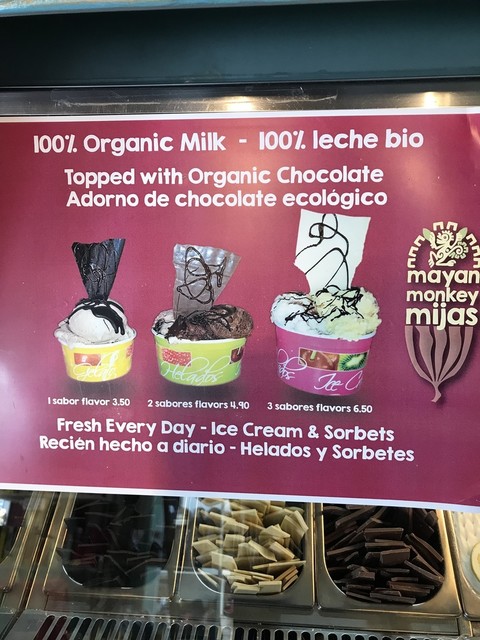 100% Organic Milk - 100% leche bio
Topped with Organic Chocolate
Adorno de chocolate ecológico
mayan
monkey
mijas
Helados
1 sabor flavor 3.50
2 sabores flavors 4.90
3 sabores flavors 6.50
Fresh Every Day - Ice Cream & Sorbets
Recién hecho a diario - Helados y Sorbetes